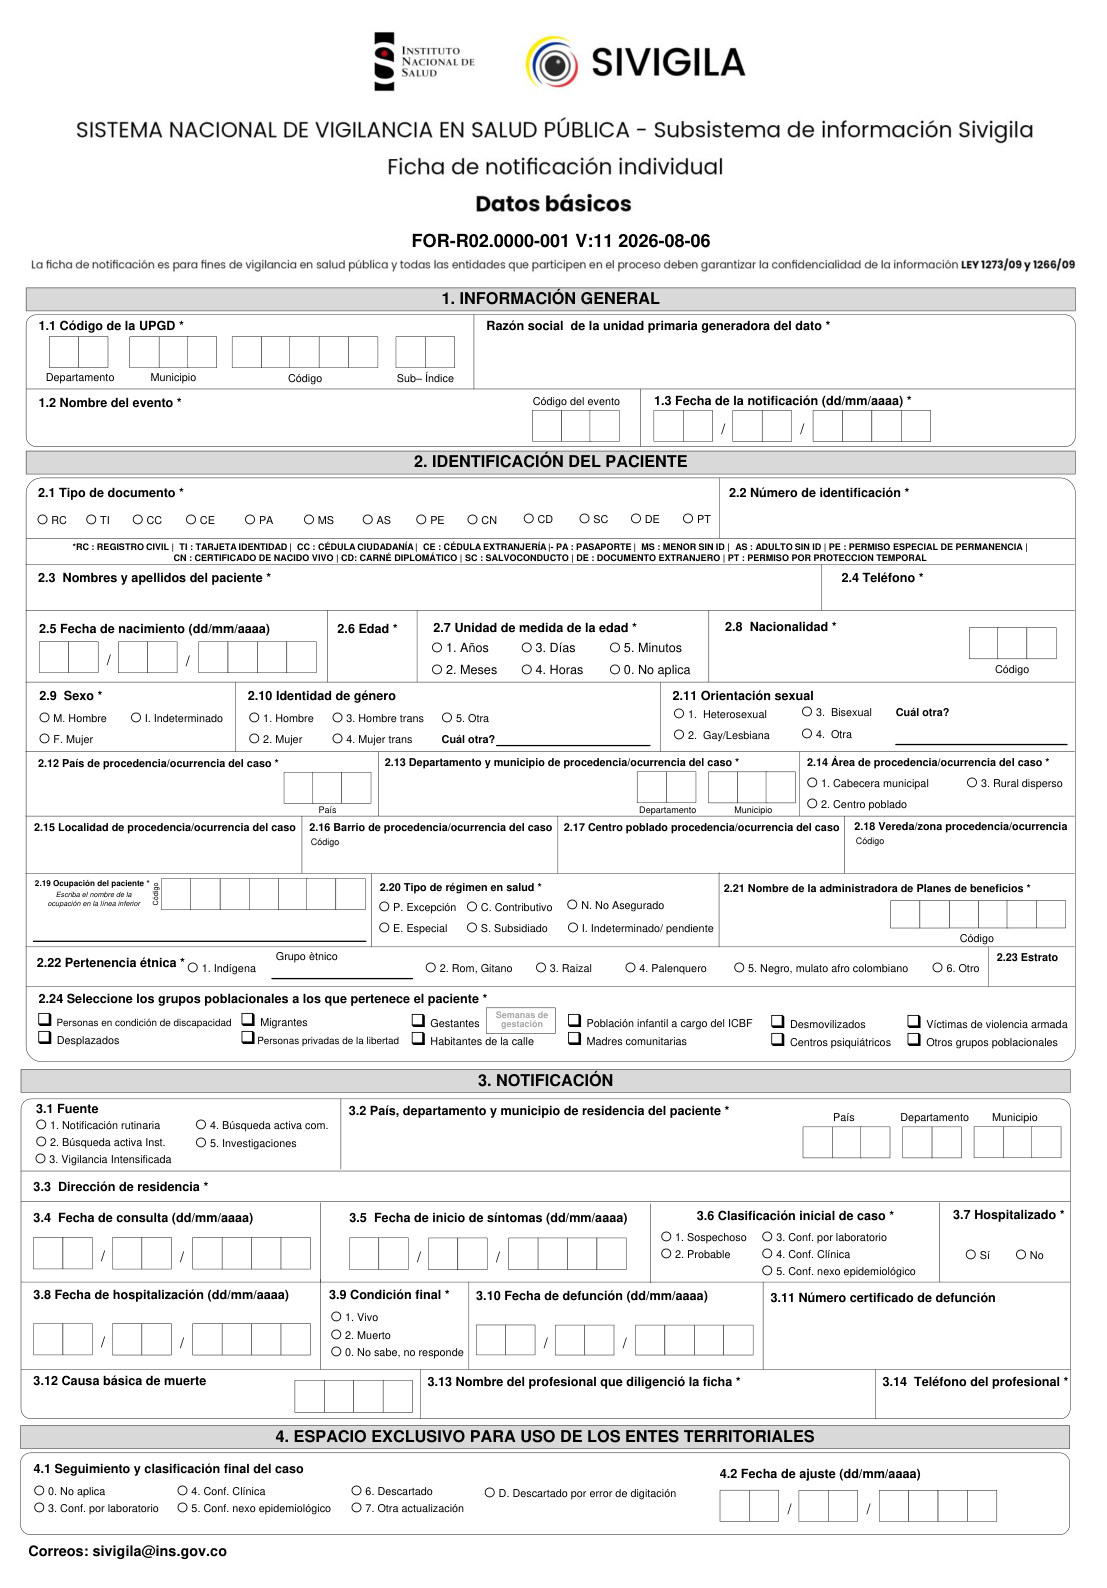 INSTITUTO
NACIONAL DE
SALUD
SIVIGILA
SISTEMA NACIONAL DE VIGILANCIA EN SALUD PÚBLICA - Subsistema de información Sivigila
Ficha de notificación individual
Datos básicos
FOR-R02.0000-001 V:11 2026-08-06
La ficha de notificación es para fines de vigilancia en salud pública y todas las entidades que participen en el proceso deben garantizar la confidencialidad de la información LEY 1273/09 y 1266/09
1. INFORMACIÓN GENERAL
1.1 Código de la UPGD *
Departamento Municipio Código Sub– Índice
Razón social de la unidad primaria generadora del dato *
1.2 Nombre del evento *
Código del evento
1.3 Fecha de la notificación (dd/mm/aaaa) *
/ /
2. IDENTIFICACIÓN DEL PACIENTE
2.1 Tipo de documento *
RC TI CC CE PA MS AS PE CN CD SC DE PT
2.2 Número de identificación *
*RC : REGISTRO CIVIL | TI : TARJETA IDENTIDAD | CC : CÉDULA CIUDADANÍA | CE : CÉDULA EXTRANJERÍA |- PA : PASAPORTE | MS : MENOR SIN ID | AS : ADULTO SIN ID | PE : PERMISO ESPECIAL DE PERMANENCIA |
CN : CERTIFICADO DE NACIDO VIVO | CD: CARNÉ DIPLOMÁTICO | SC : SALVOCONDUCTO | DE : DOCUMENTO EXTRANJERO | PT : PERMISO POR PROTECCION TEMPORAL
2.3 Nombres y apellidos del paciente *
2.4 Teléfono *
2.5 Fecha de nacimiento (dd/mm/aaaa)
/ /
2.6 Edad *
2.7 Unidad de medida de la edad *
1. Años 3. Días 5. Minutos
2. Meses 4. Horas 0. No aplica
2.8 Nacionalidad *
Código
2.9 Sexo *
M. Hombre I. Indeterminado
F. Mujer
2.10 Identidad de género
1. Hombre 3. Hombre trans 5. Otra
2. Mujer 4. Mujer trans Cuál otra?
2.11 Orientación sexual
1. Heterosexual 3. Bisexual Cuál otra?
2. Gay/Lesbiana 4. Otra
2.12 País de procedencia/ocurrencia del caso *
País
2.13 Departamento y municipio de procedencia/ocurrencia del caso *
Departamento Municipio
2.14 Área de procedencia/ocurrencia del caso *
1. Cabecera municipal 3. Rural disperso
2. Centro poblado
2.15 Localidad de procedencia/ocurrencia del caso
2.16 Barrio de procedencia/ocurrencia del caso
Código
2.17 Centro poblado procedencia/ocurrencia del caso
2.18 Vereda/zona procedencia/ocurrencia
Código
2.19 Ocupación del paciente *
Escriba el nombre de la
ocupación en la línea inferior
Código
2.20 Tipo de régimen en salud *
P. Excepción C. Contributivo N. No Asegurado
E. Especial S. Subsidiado I. Indeterminado/ pendiente
2.21 Nombre de la administradora de Planes de beneficios *
Código
2.22 Pertenencia étnica * 1. Indígena Grupo ètnico
2. Rom, Gitano 3. Raizal 4. Palenquero 5. Negro, mulato afro colombiano 6. Otro
2.23 Estrato
2.24 Seleccione los grupos poblacionales a los que pertenece el paciente *
Personas en condición de discapacidad Migrantes Gestantes Semanas de
gestación Población infantil a cargo del ICBF Desmovilizados Víctimas de violencia armada
Desplazados Personas privadas de la libertad Habitantes de la calle Madres comunitarias Centros psiquiátricos Otros grupos poblacionales
3. NOTIFICACIÓN
3.1 Fuente
1. Notificación rutinaria 4. Búsqueda activa com.
2. Búsqueda activa Inst. 5. Investigaciones
3. Vigilancia Intensificada
3.2 País, departamento y municipio de residencia del paciente *
País Departamento Municipio
3.3 Dirección de residencia *
3.4 Fecha de consulta (dd/mm/aaaa)
/ /
3.5 Fecha de inicio de síntomas (dd/mm/aaaa)
/ /
3.6 Clasificación inicial de caso *
1. Sospechoso 3. Conf. por laboratorio
2. Probable 4. Conf. Clínica
5. Conf. nexo epidemiológico
3.7 Hospitalizado *
Sí No
3.8 Fecha de hospitalización (dd/mm/aaaa)
/ /
3.9 Condición final *
1. Vivo
2. Muerto
0. No sabe, no responde
3.10 Fecha de defunción (dd/mm/aaaa)
/ /
3.11 Número certificado de defunción
3.12 Causa básica de muerte
3.13 Nombre del profesional que diligenció la ficha *
3.14 Teléfono del profesional *
4. ESPACIO EXCLUSIVO PARA USO DE LOS ENTES TERRITORIALES
4.1 Seguimiento y clasificación final del caso
0. No aplica 4. Conf. Clínica 6. Descartado D. Descartado por error de digitación
3. Conf. por laboratorio 5. Conf. nexo epidemiológico 7. Otra actualización
4.2 Fecha de ajuste (dd/mm/aaaa)
/ /
Correos: sivigila@ins.gov.co